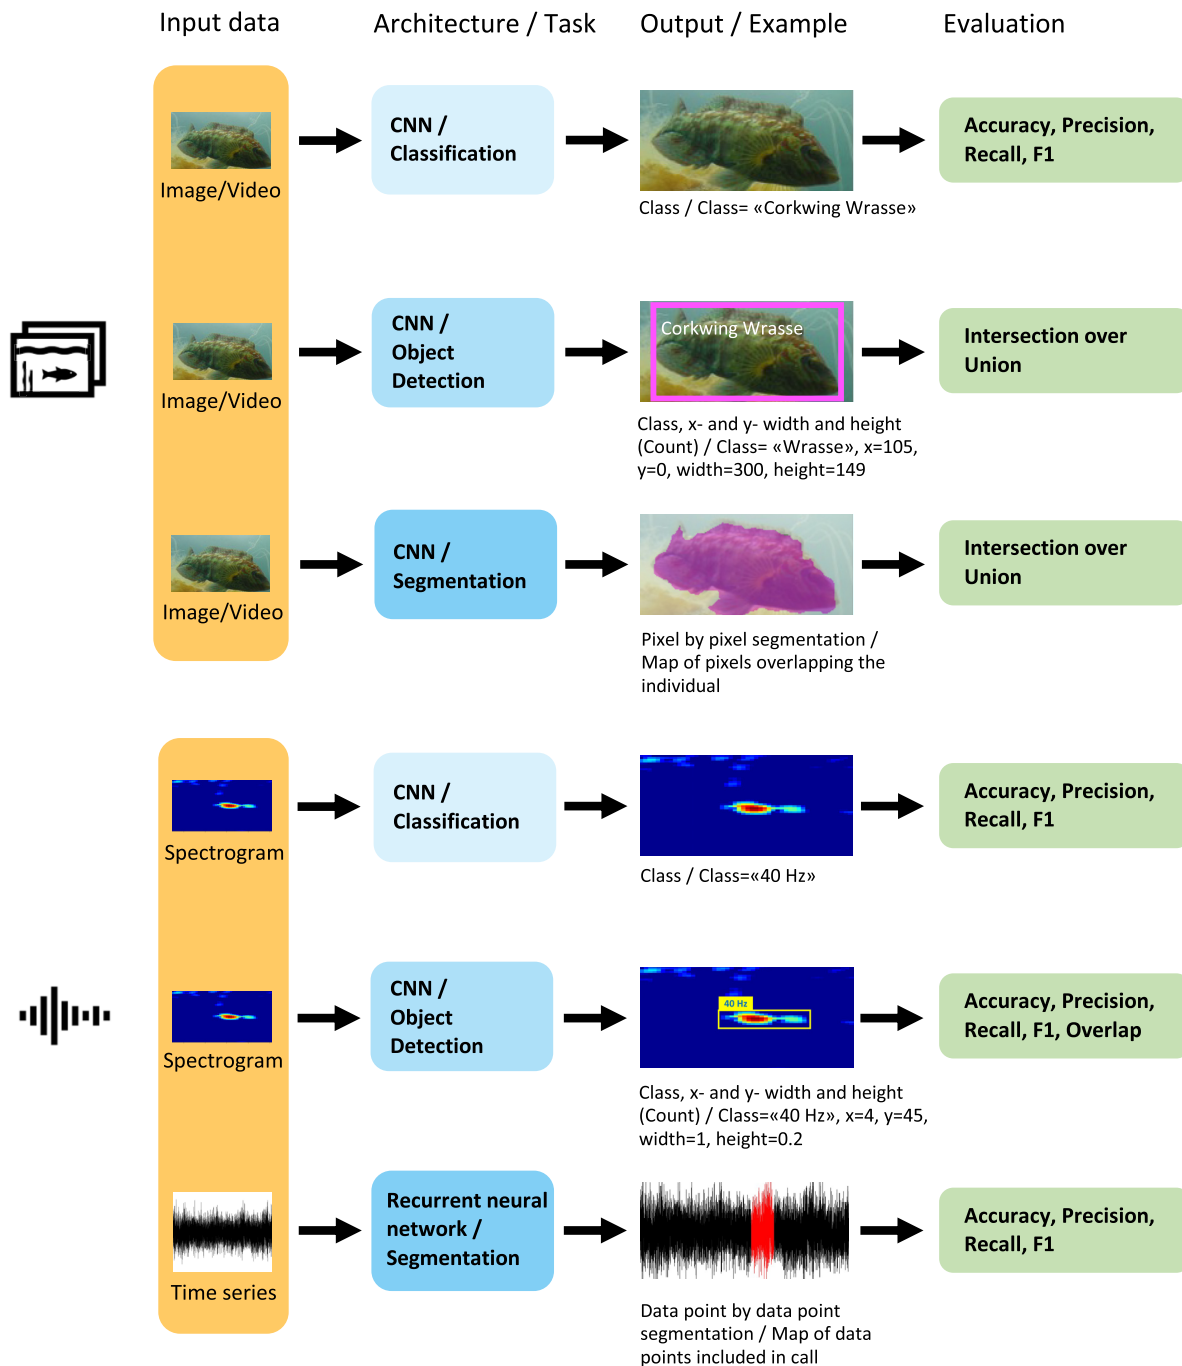 Input data
Architecture / Task
Output / Example
Evaluation
Image/Video
CNN /
Classification
Class / Class= «Corkwing Wrasse»
Accuracy, Precision,
Recall, F1
Image/Video
CNN /
Object
Detection
Corkwing Wrasse
Class, x- and y- width and height
(Count) / Class= «Wrasse», x=105,
y=0, width=300, height=149
Intersection over
Union
Image/Video
CNN /
Segmentation
Pixel by pixel segmentation /
Map of pixels overlapping the
individual
Intersection over
Union
Spectrogram
CNN /
Classification
Class / Class=«40 Hz»
Accuracy, Precision,
Recall, F1
Spectrogram
CNN /
Object
Detection
40 Hz
Class, x- and y- width and height
(Count) / Class=«40 Hz», x=4, y=45,
width=1, height=0.2
Accuracy, Precision,
Recall, F1, Overlap
Time series
Recurrent neural
network /
Segmentation
Data point by data point
segmentation / Map of data
points included in call
Accuracy, Precision,
Recall, F1